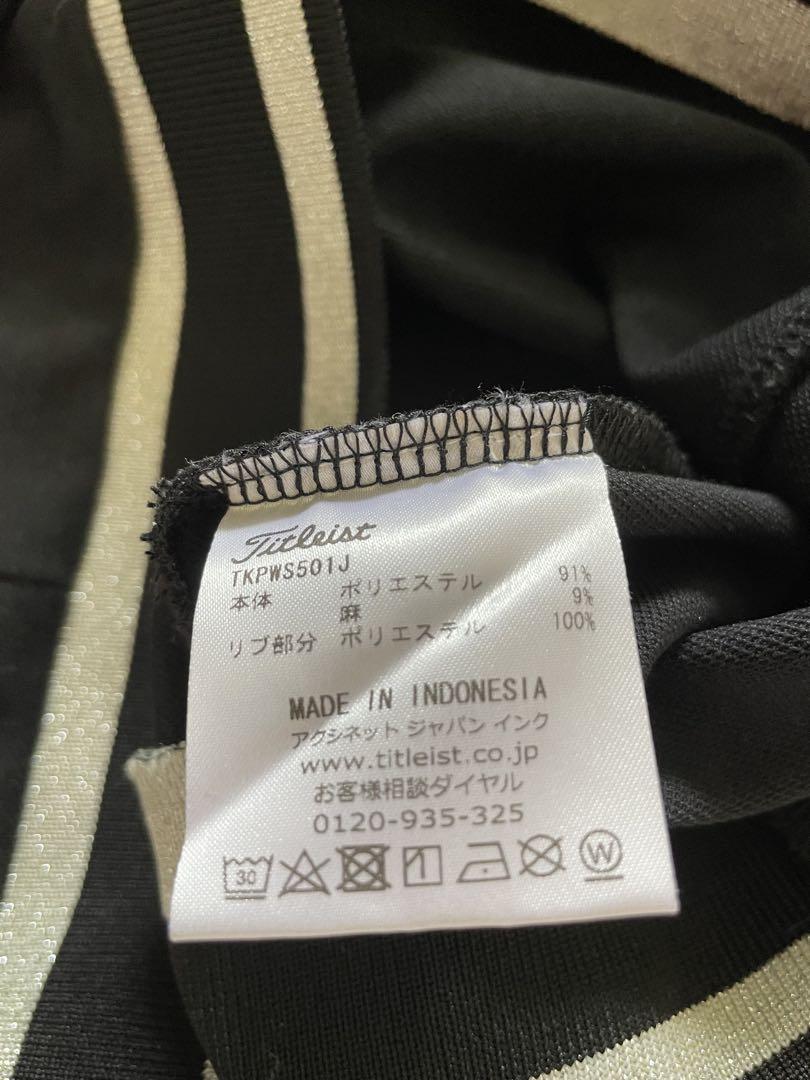 Titleist
TKPWS501J
本体 ポリエステル 91%
麻 9%
リブ部分 ポリエステル 100%
MADE IN INDONESIA
アクシネット ジャパン インク
www.titleist.co.jp
お客様相談ダイヤル
0120-935-325
30 W